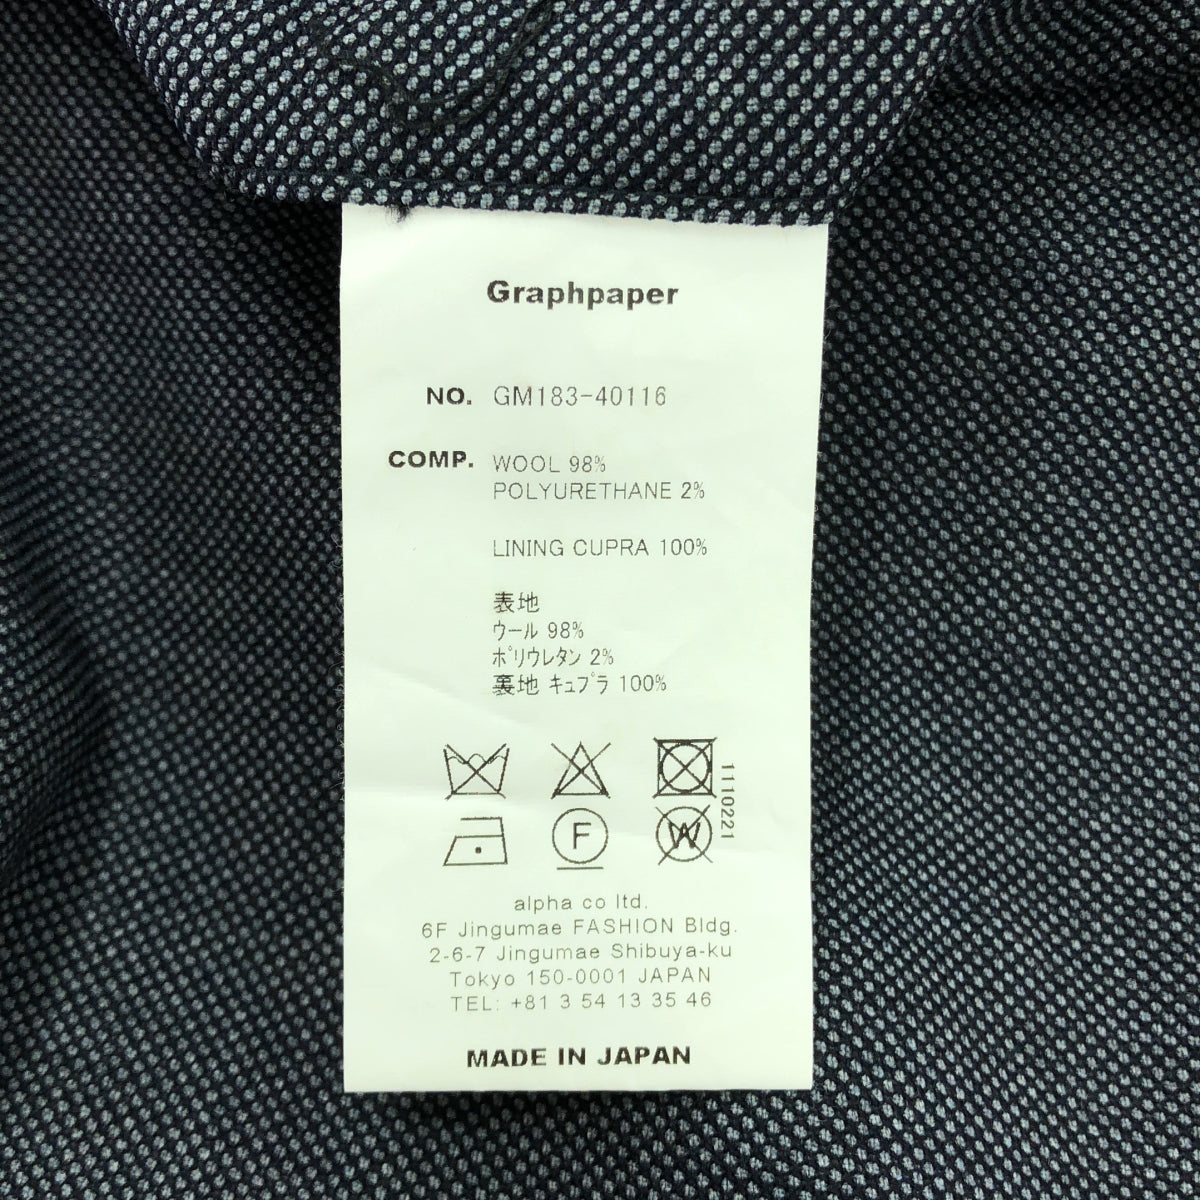 Graphpaper
NO. GM183-40116
COMP. WOOL 98%
POLYURETHANE 2%
LINING CUPRA 100%
表地
ウール 98%
ポリウレタン 2%
裏地 キュプラ 100%
1110221
F
W
alpha co ltd.
6F Jingumae FASHION Bldg.
2-6-7 Jingumae Shibuya-ku
Tokyo 150-0001 JAPAN
TEL: +81 3 54 13 35 46
MADE IN JAPAN